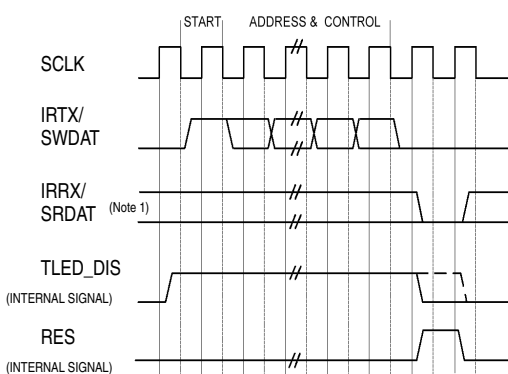 START ADDRESS & CONTROL
SCLK
IRTX/
SWDAT
IRRX/
SRDAT (Note 1)
TLED_DIS
(INTERNAL SIGNAL)
RES
(INTERNAL SIGNAL)